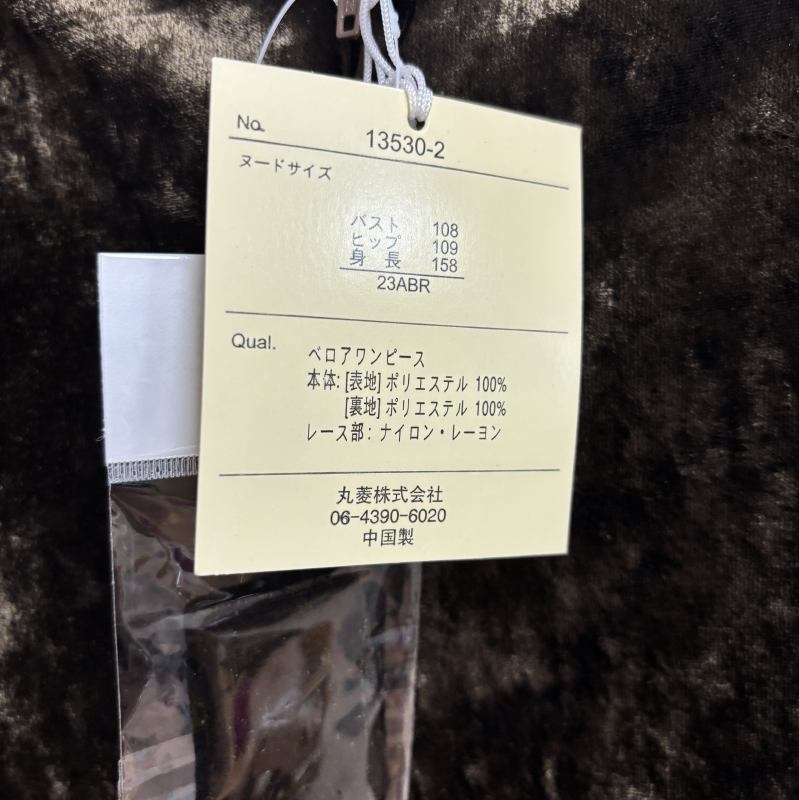 No. 13530-2
ヌードサイズ
バスト 108
ヒップ 109
身 長 158
23ABR
Qual.
ベロアワンピース
本体: [表地] ポリエステル 100%
[裏地] ポリエステル 100%
レース部: ナイロン・レーヨン
丸菱株式会社
06-4390-6020
中国製